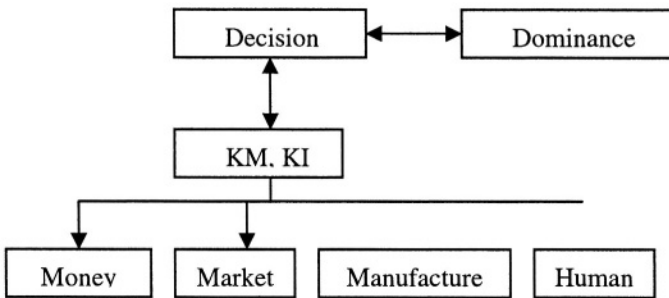 Decision
Dominance
KM, KI
Money
Market
Manufacture
Human